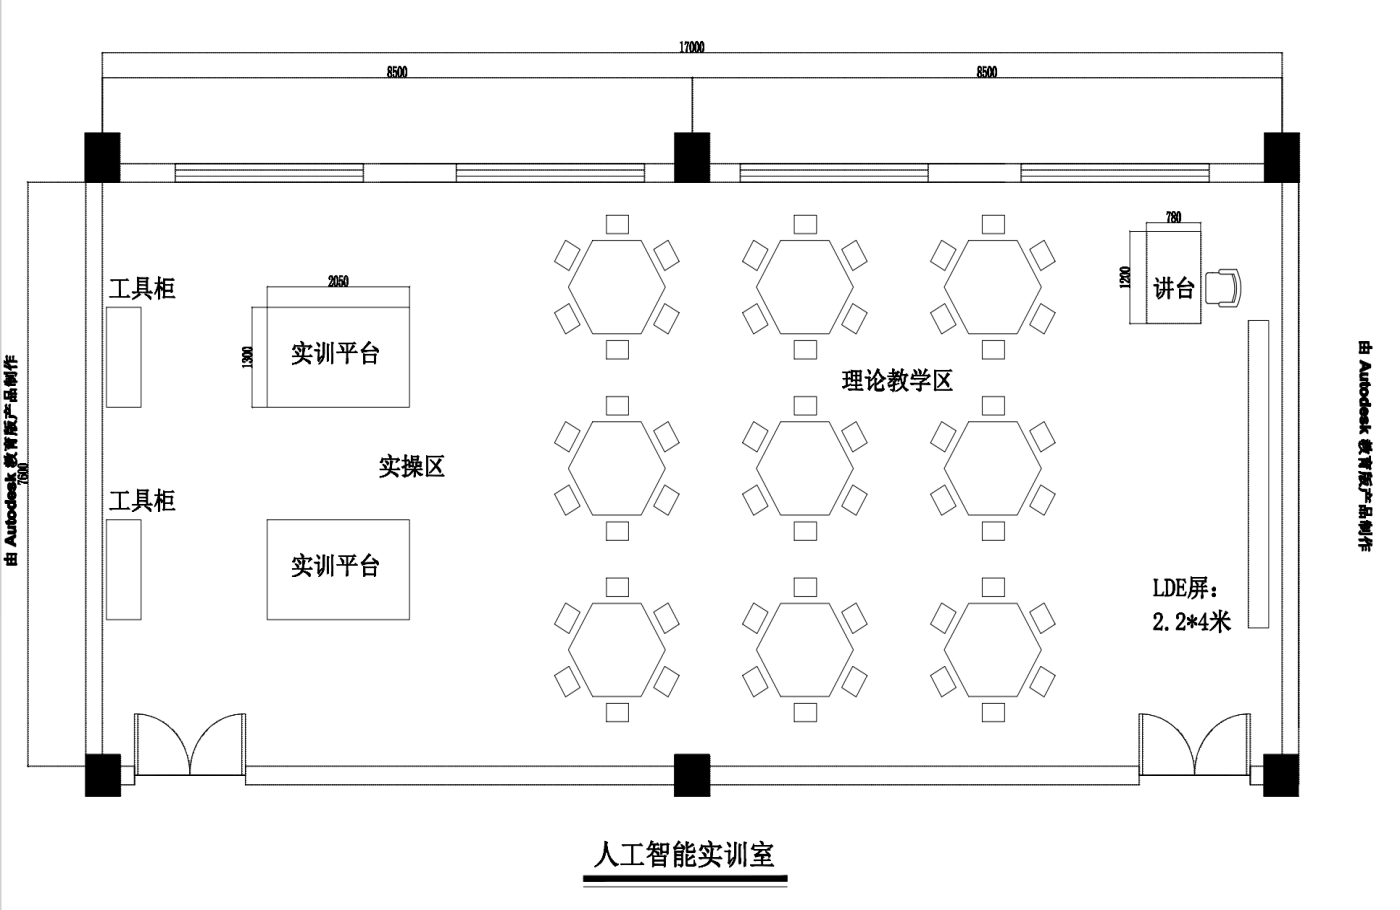 17000
8500
8500
780
1200
讲台
工具柜
2050
1300
实训平台
理论教学区
实操区
工具柜
实训平台
LDE屏：
2.2*4米
7600
由 Autodesk 教育版产品制作
由 Autodesk 教育版产品制作
人工智能实训室